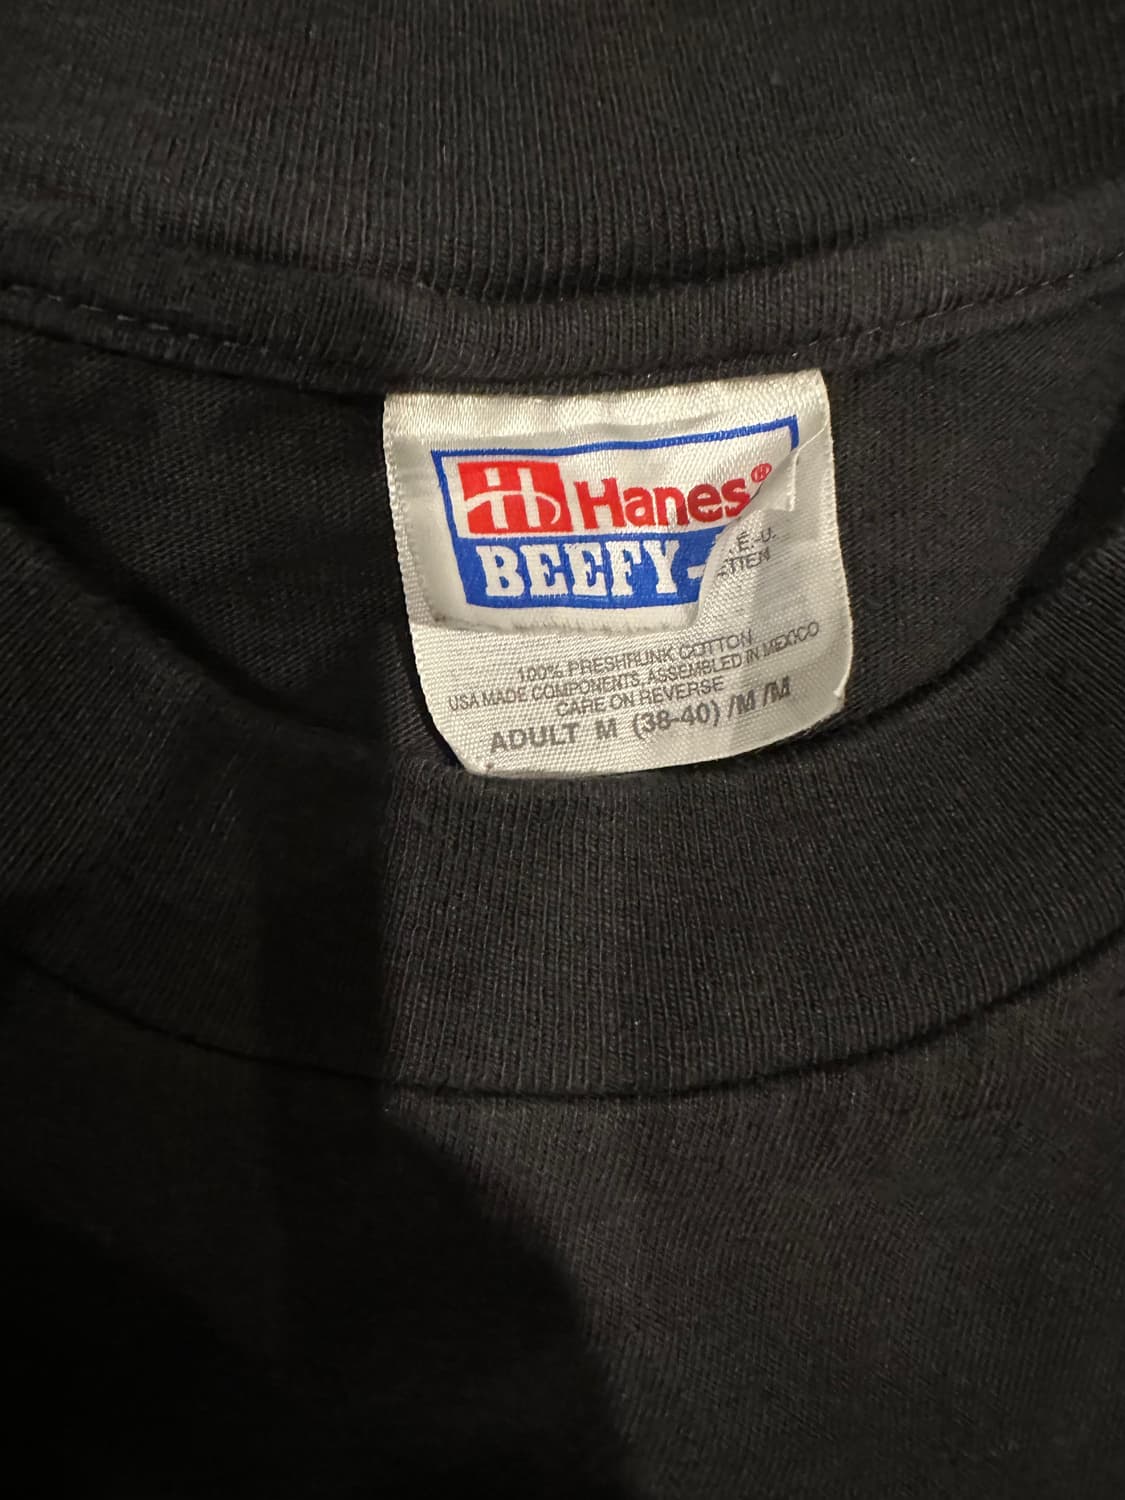 Hanes®
BEEFY-
100% PRESHRUNK COTTON
USA MADE COMPONENTS, ASSEMBLED IN MEXICO
CARE ON REVERSE
ADULT M (38-40) /M /M